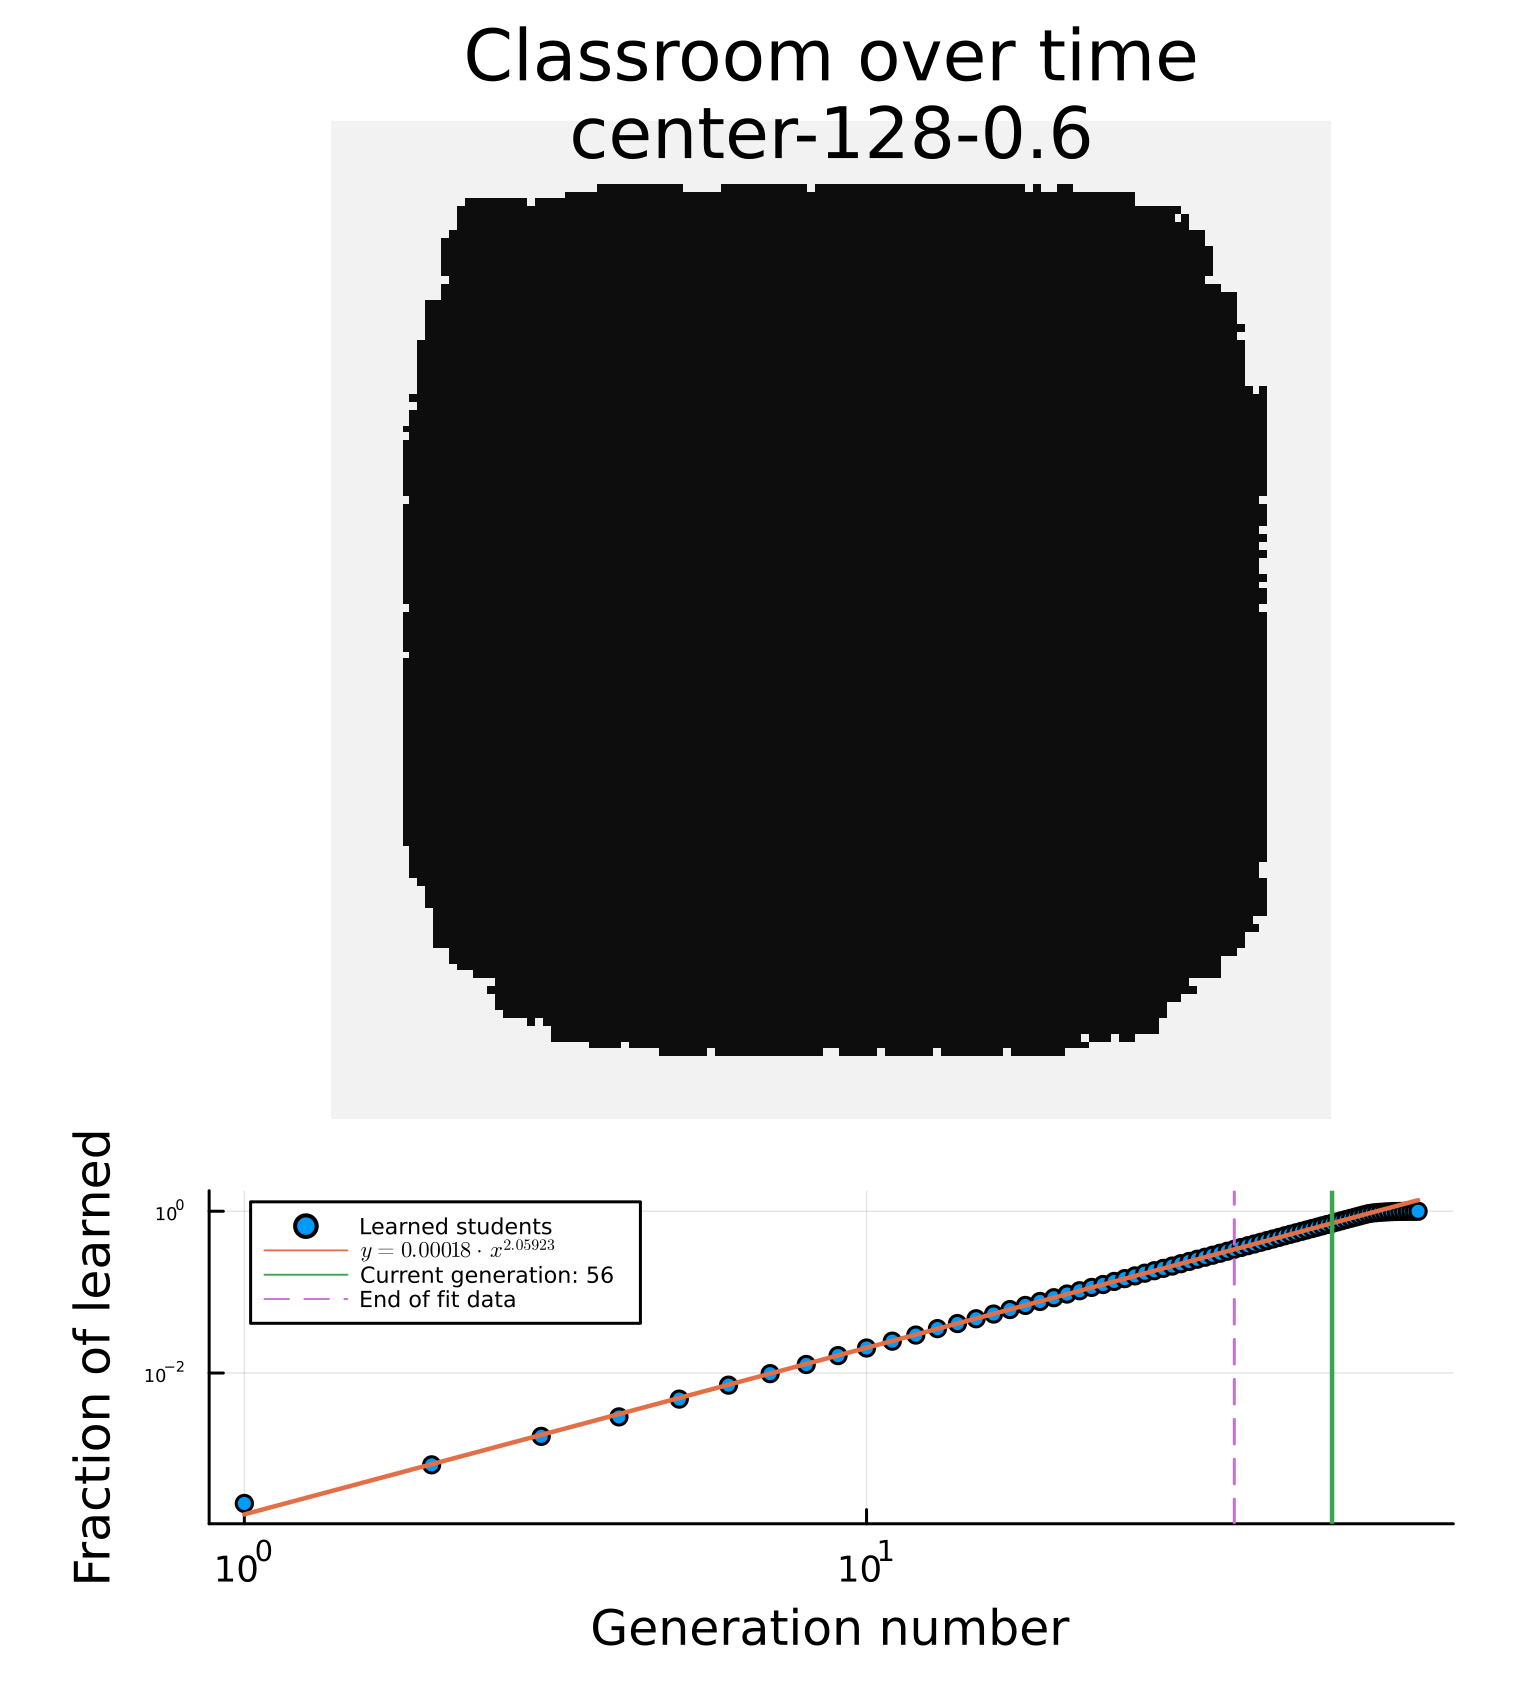 Classroom over time
center-128-0.6
Fraction of learned
10⁰
10⁻²
Learned students
y = 0.00018 · x^2.05923
Current generation: 56
End of fit data
10⁰
10¹
Generation number